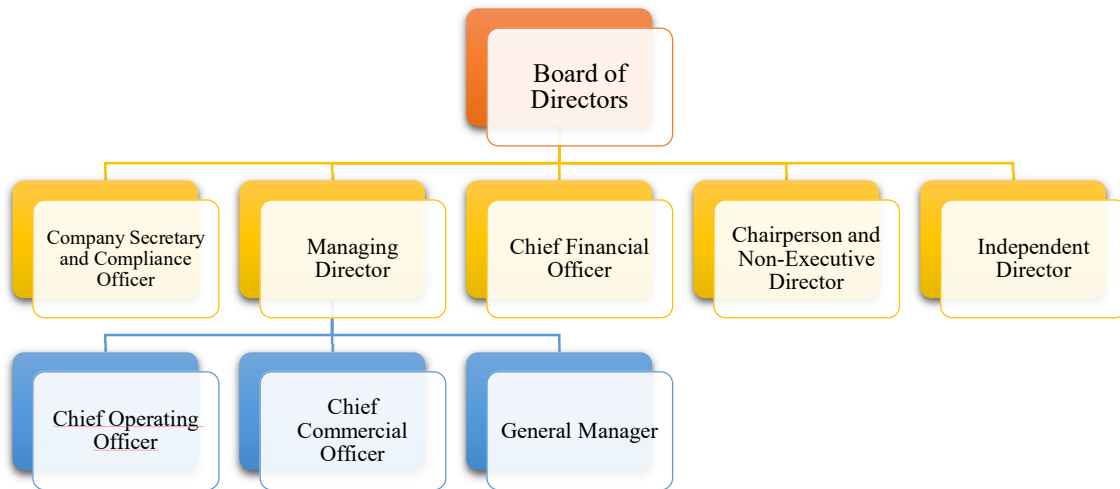 Board of
Directors
Company Secretary
and Compliance
Officer
Managing
Director
Chief Financial
Officer
Chairperson and
Non-Executive
Director
Independent
Director
Chief Operating
Officer
Chief
Commercial
Officer
General Manager